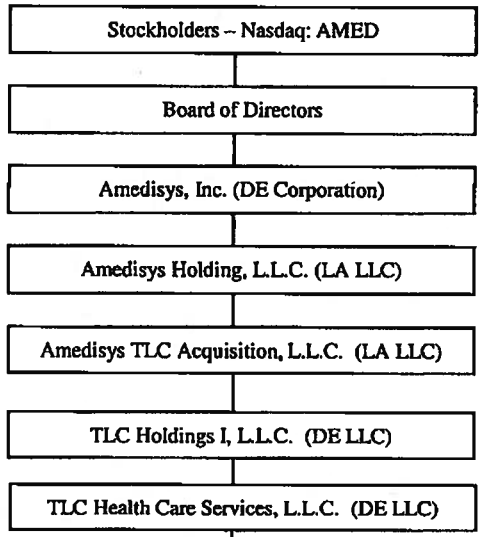 Stockholders – Nasdaq: AMED
Board of Directors
Amedisys, Inc. (DE Corporation)
Amedisys Holding, L.L.C. (LA LLC)
Amedisys TLC Acquisition, L.L.C. (LA LLC)
TLC Holdings I, L.L.C. (DE LLC)
TLC Health Care Services, L.L.C. (DE LLC)